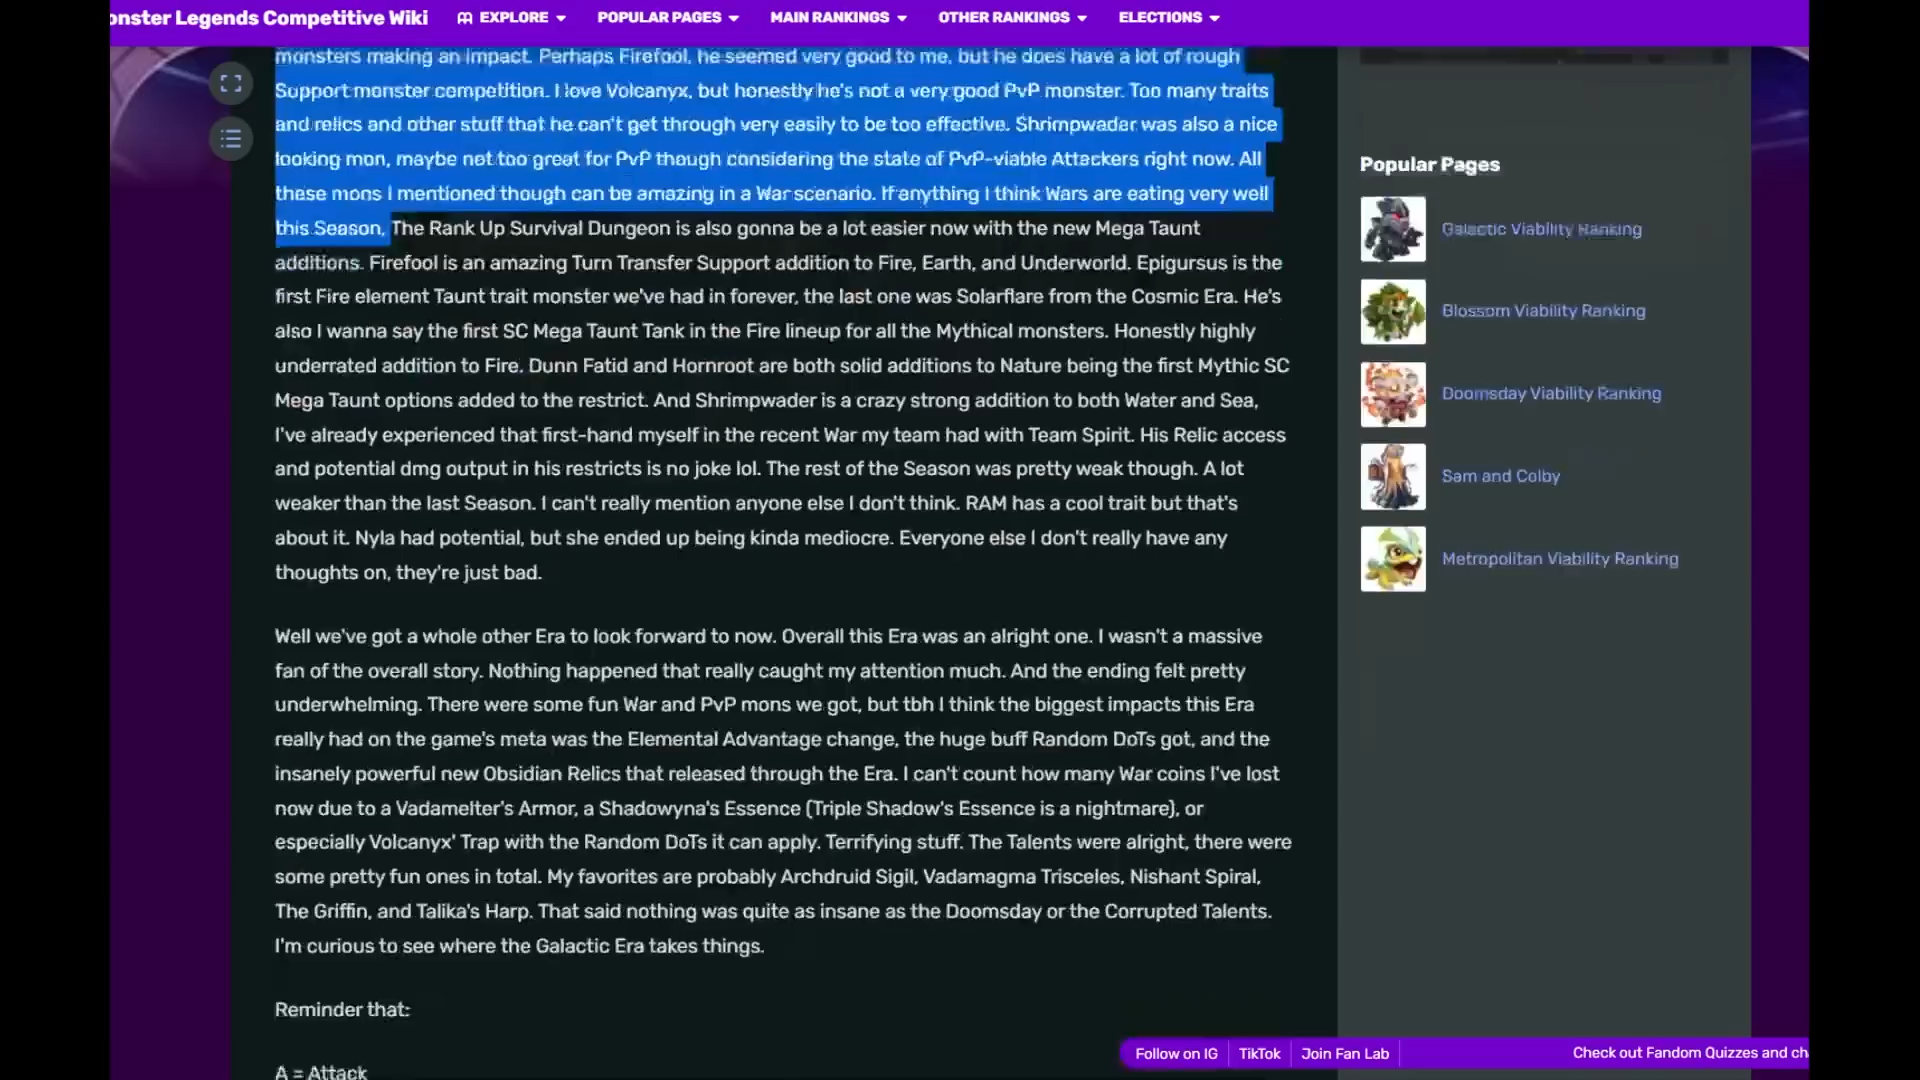 onster Legends Competitive Wiki
EXPLORE
POPULAR PAGES
MAIN RANKINGS
OTHER RANKINGS
ELECTIONS
monsters making an impact. Perhaps Firefool, he seemed very good to me, but he does have a lot of rough
Support monster competition. I love Volcanyx, but honestly he's not a very good PvP monster. Too many traits
and relics and other stuff that he can't get through very easily to be too effective. Shrimpwader was also a nice
looking mon, maybe not too great for PvP though considering the state of PvP-viable Attackers right now. All
these mons I mentioned though can be amazing in a War scenario. If anything I think Wars are eating very well
this Season. The Rank Up Survival Dungeon is also gonna be a lot easier now with the new Mega Taunt
additions. Firefool is an amazing Turn Transfer Support addition to Fire, Earth, and Underworld. Epigursus is the
first Fire element Taunt trait monster we've had in forever, the last one was Solarflare from the Cosmic Era. He's
also I wanna say the first SC Mega Taunt Tank in the Fire lineup for all the Mythical monsters. Honestly highly
underrated addition to Fire. Dunn Fatid and Hornroot are both solid additions to Nature being the first Mythic SC
Mega Taunt options added to the restrict. And Shrimpwader is a crazy strong addition to both Water and Sea,
I've already experienced that first-hand myself in the recent War my team had with Team Spirit. His Relic access
and potential dmg output in his restricts is no joke lol. The rest of the Season was pretty weak though. A lot
weaker than the last Season. I can't really mention anyone else I don't think. RAM has a cool trait but that's
about it. Nyla had potential, but she ended up being kinda mediocre. Everyone else I don't really have any
thoughts on, they're just bad.
Well we've got a whole other Era to look forward to now. Overall this Era was an alright one. I wasn't a massive
fan of the overall story. Nothing happened that really caught my attention much. And the ending felt pretty
underwhelming. There were some fun War and PvP mons we got, but tbh I think the biggest impacts this Era
really had on the game's meta was the Elemental Advantage change, the huge buff Random DoTs got, and the
insanely powerful new Obsidian Relics that released through the Era. I can't count how many War coins I've lost
now due to a Vadamelter's Armor, a Shadowyna's Essence (Triple Shadow's Essence is a nightmare), or
especially Volcanyx' Trap with the Random DoTs it can apply. Terrifying stuff. The Talents were alright, there were
some pretty fun ones in total. My favorites are probably Archdruid Sigil, Vadamagma Trisceles, Nishant Spiral,
The Griffin, and Talika's Harp. That said nothing was quite as insane as the Doomsday or the Corrupted Talents.
I'm curious to see where the Galactic Era takes things.
Reminder that:
A = Attack
Popular Pages
Galactic Viability Ranking
Blossom Viability Ranking
Doomsday Viability Ranking
Sam and Colby
Metropolitan Viability Ranking
Follow on IG
TikTok
Join Fan Lab
Check out Fandom Quizzes and ch